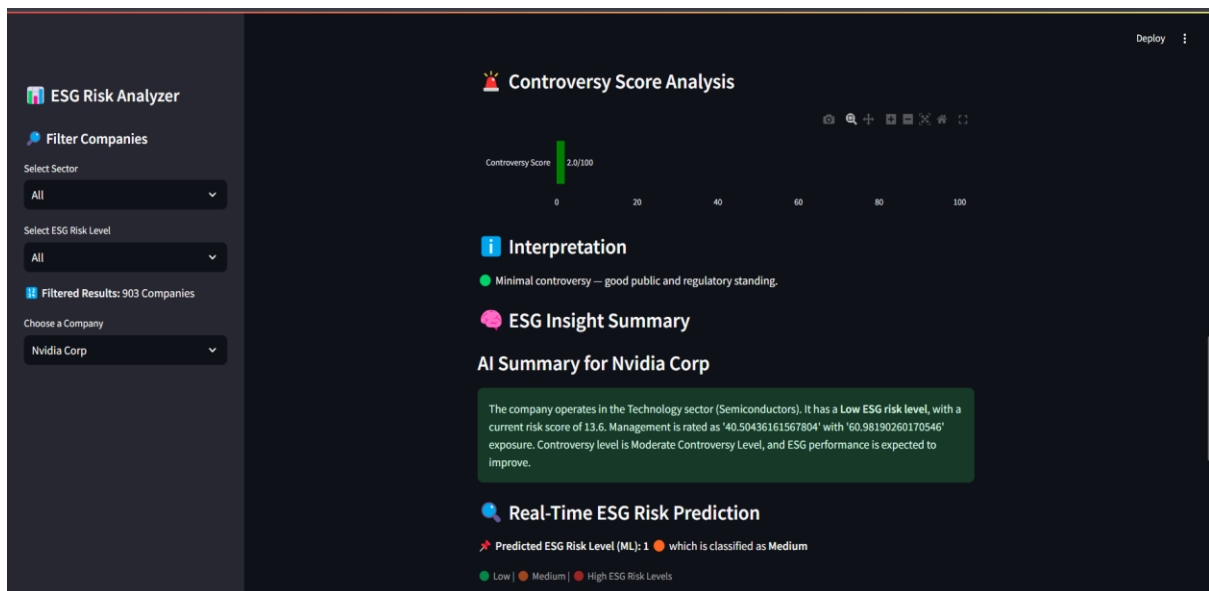 Deploy
ESG Risk Analyzer
Filter Companies
Select Sector
All
Select ESG Risk Level
All
Filtered Results: 903 Companies
Choose a Company
Nvidia Corp
Controversy Score Analysis
Controversy Score
2.0/100
0 20 40 60 80 100
Interpretation
Minimal controversy — good public and regulatory standing.
ESG Insight Summary
AI Summary for Nvidia Corp
The company operates in the Technology sector (Semiconductors). It has a Low ESG risk level, with a
current risk score of 13.6. Management is rated as '40.50436161567804' with '60.98190260170546'
exposure. Controversy level is Moderate Controversy Level, and ESG performance is expected to
improve.
Real-Time ESG Risk Prediction
Predicted ESG Risk Level (ML): 1 which is classified as Medium
Low | Medium | High ESG Risk Levels